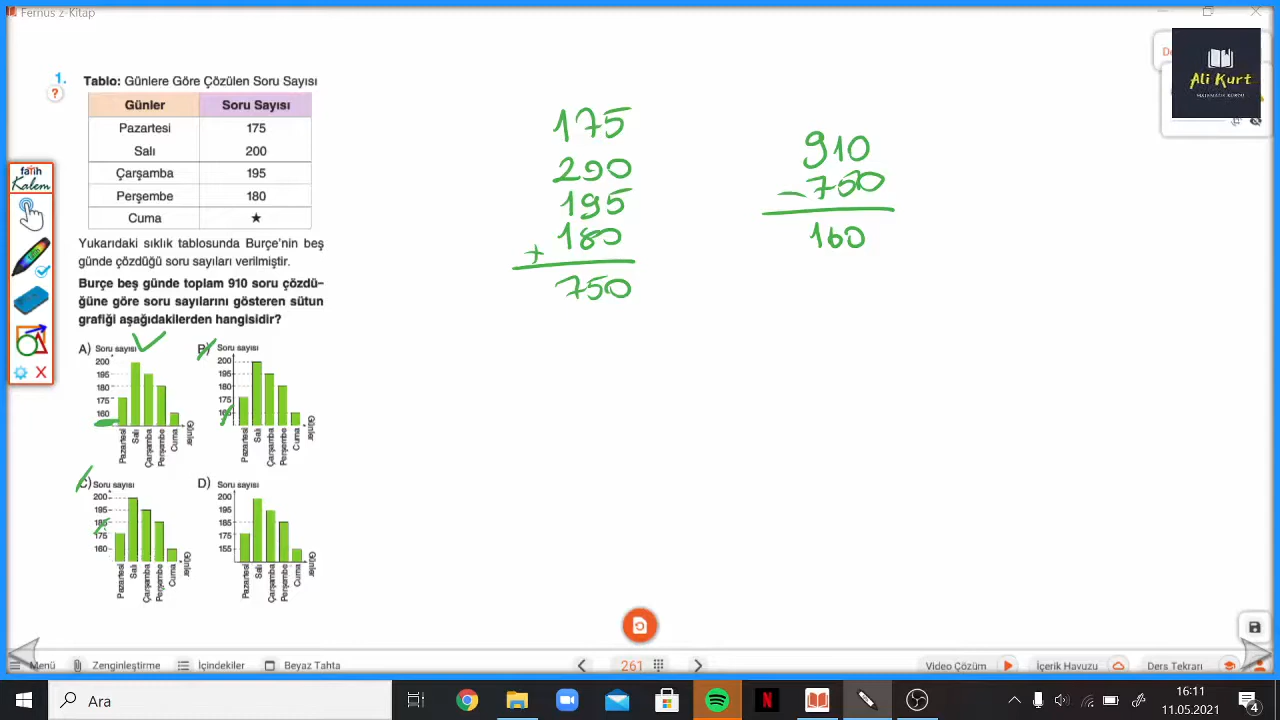 Fernus z-Kitap
1.
?
Tablo: Günlere Göre Çözülen Soru Sayısı
Günler Soru Sayısı
Pazartesi 175
Salı 200
Çarşamba 195
Perşembe 180
Cuma ★
Yukarıdaki sıklık tablosunda Burçe'nin beş
günde çözdüğü soru sayıları verilmiştir.
Burçe beş günde toplam 910 soru çözdü-
ğüne göre soru sayılarını gösteren sütun
grafiği aşağıdakilerden hangisidir?
A) Soru sayısı
200
195
180
175
160
Pazartesi
Salı
Çarşamba
Perşembe
Cuma
Günler
B) Soru sayısı
200
195
180
175
Pazartesi
Salı
Çarşamba
Perşembe
Cuma
Günler
C) Soru sayısı
200
195
185
175
160
Pazartesi
Salı
Çarşamba
Perşembe
Cuma
Günler
D) Soru sayısı
200
195
185
175
155
Pazartesi
Salı
Çarşamba
Perşembe
Cuma
Günler
175
200
195
+ 180
750
910
- 750
160
Ali Kurt
fatih
Kalem
Menü
Zenginleştirme
İçindekiler
Beyaz Tahta
261
Video Çözüm
İçerik Havuzu
Ders Tekrarı
Ara
16:11
11.05.2021
4